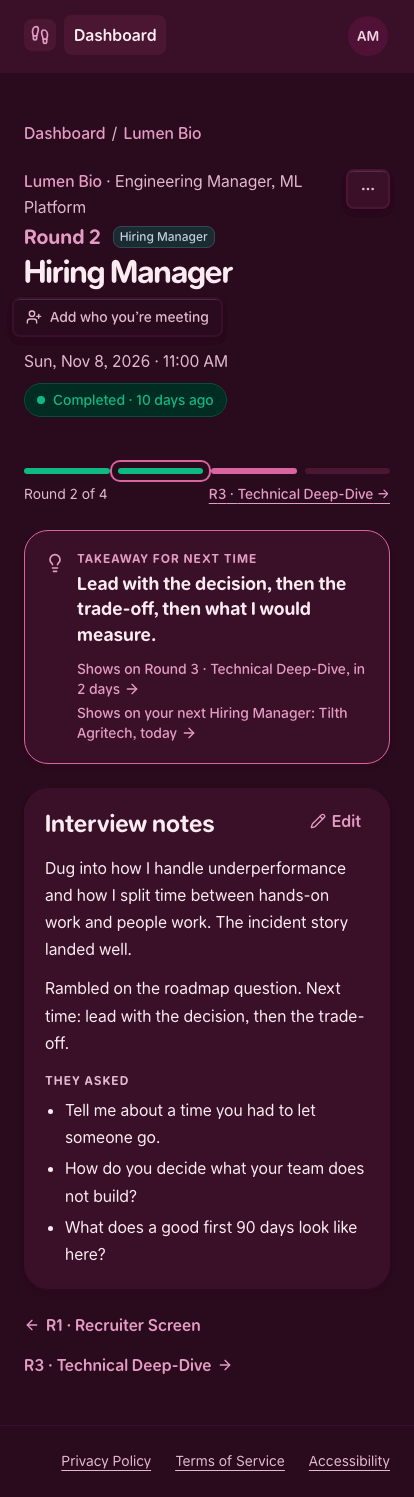 Dashboard
AM
Dashboard / Lumen Bio
Lumen Bio · Engineering Manager, ML
Platform
...
Round 2 Hiring Manager
Hiring Manager
Add who you're meeting
Sun, Nov 8, 2026 · 11:00 AM
Completed · 10 days ago
Round 2 of 4
R3 · Technical Deep-Dive →
TAKEAWAY FOR NEXT TIME
Lead with the decision, then the
trade-off, then what I would
measure.
Shows on Round 3 · Technical Deep-Dive, in
2 days →
Shows on your next Hiring Manager: Tilth
Agritech, today →
Interview notes
Edit
Dug into how I handle underperformance
and how I split time between hands-on
work and people work. The incident story
landed well.
Rambled on the roadmap question. Next
time: lead with the decision, then the trade-
off.
THEY ASKED
• Tell me about a time you had to let
someone go.
• How do you decide what your team does
not build?
• What does a good first 90 days look like
here?
← R1 · Recruiter Screen
R3 · Technical Deep-Dive →
Privacy Policy
Terms of Service
Accessibility